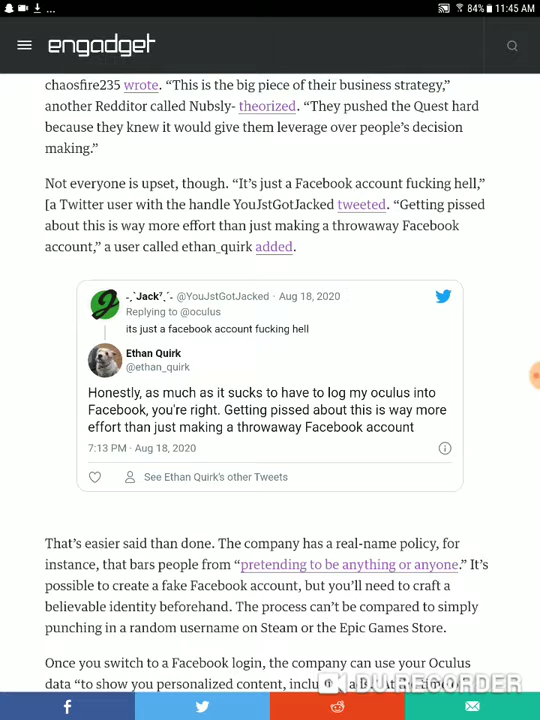 ... 84% 11:45 AM
engadget
chaosfire235 wrote. “This is the big piece of their business strategy,”
another Redditor called Nubsly- theorized. “They pushed the Quest hard
because they knew it would give them leverage over people’s decision
making.”
Not everyone is upset, though. “It’s just a Facebook account fucking hell,”
[a Twitter user with the handle YouJstGotJacked tweeted. “Getting pissed
about this is way more effort than just making a throwaway Facebook
account,” a user called ethan_quirk added.
-ˏˋJack⁷ˎˊ- @YouJstGotJacked · Aug 18, 2020
Replying to @oculus
its just a facebook account fucking hell
Ethan Quirk
@ethan_quirk
Honestly, as much as it sucks to have to log my oculus into
Facebook, you're right. Getting pissed about this is way more
effort than just making a throwaway Facebook account
7:13 PM · Aug 18, 2020
See Ethan Quirk's other Tweets
That’s easier said than done. The company has a real-name policy, for
instance, that bars people from “pretending to be anything or anyone.” It’s
possible to create a fake Facebook account, but you’ll need to craft a
believable identity beforehand. The process can’t be compared to simply
punching in a random username on Steam or the Epic Games Store.
Once you switch to a Facebook login, the company can use your Oculus
data “to show you personalized content,
DU RECORDER